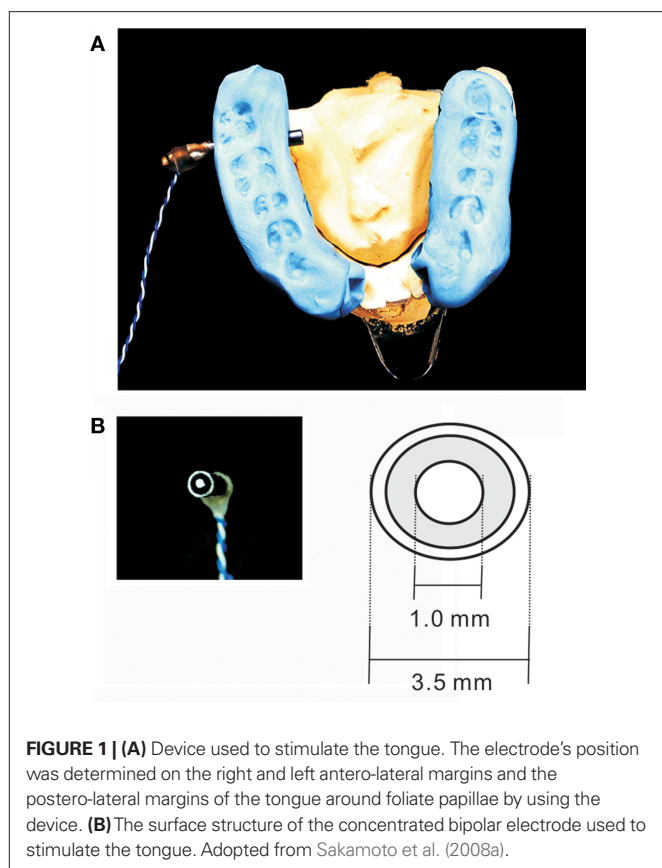 A
B
1.0 mm
3.5 mm
FIGURE 1 | (A) Device used to stimulate the tongue. The electrode’s position
was determined on the right and left antero-lateral margins and the
postero-lateral margins of the tongue around foliate papillae by using the
device. (B) The surface structure of the concentrated bipolar electrode used to
stimulate the tongue. Adopted from Sakamoto et al. (2008a).